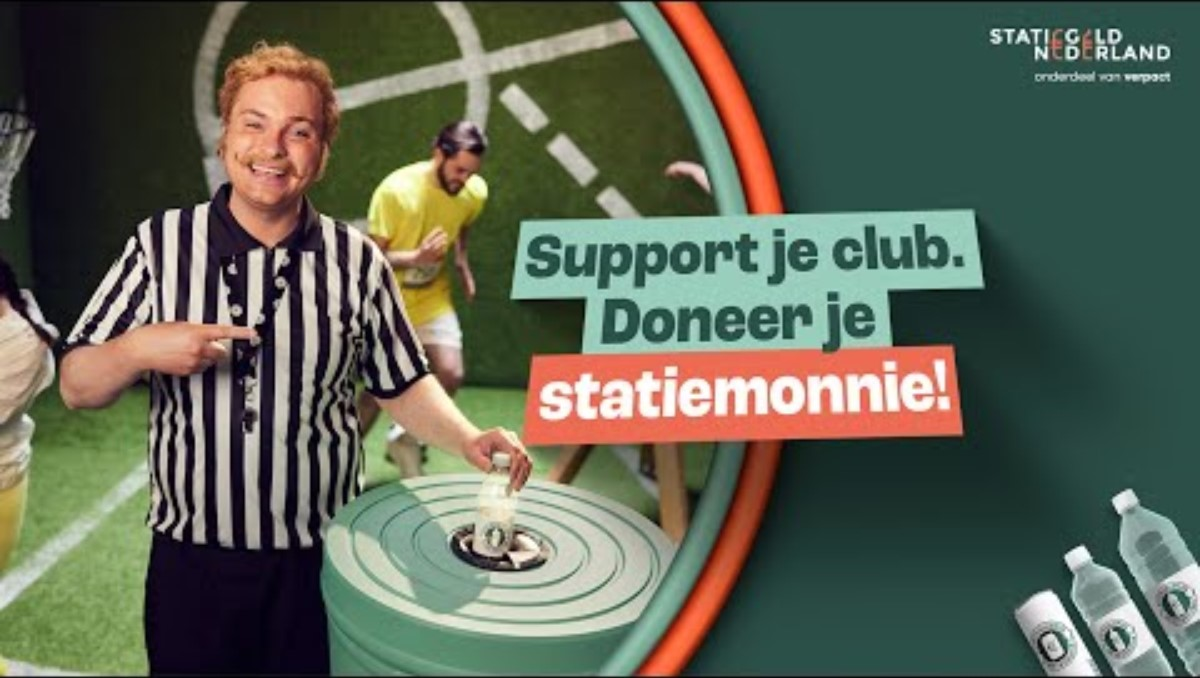 STATIEGELD
NEDERLAND
onderdeel van verpact
Support je club.
Doneer je
statiemonnie!